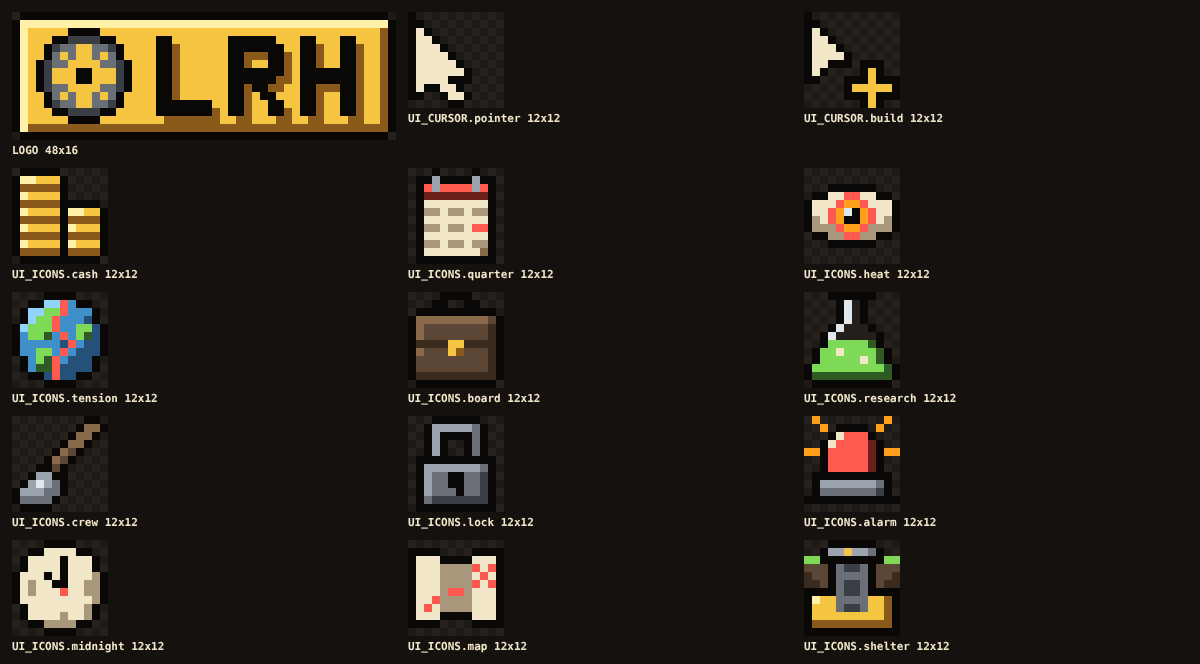 LRH
LOGO 48x16
UI_CURSOR.pointer 12x12
UI_CURSOR.build 12x12
UI_ICONS.cash 12x12
UI_ICONS.quarter 12x12
UI_ICONS.heat 12x12
UI_ICONS.tension 12x12
UI_ICONS.board 12x12
UI_ICONS.research 12x12
UI_ICONS.crew 12x12
UI_ICONS.lock 12x12
UI_ICONS.alarm 12x12
UI_ICONS.midnight 12x12
UI_ICONS.map 12x12
UI_ICONS.shelter 12x12